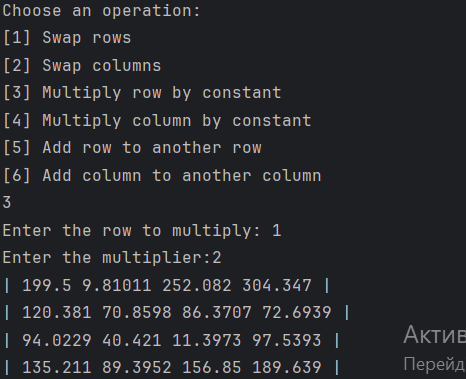 Choose an operation:
[1] Swap rows
[2] Swap columns
[3] Multiply row by constant
[4] Multiply column by constant
[5] Add row to another row
[6] Add column to another column
3
Enter the row to multiply: 1
Enter the multiplier:2
| 199.5 9.81011 252.082 304.347 |
| 120.381 70.8598 86.3707 72.6939 |
| 94.0229 40.421 11.3973 97.5393 |
Актив
| 135.211 89.3952 156.85 189.639 |
Перейд